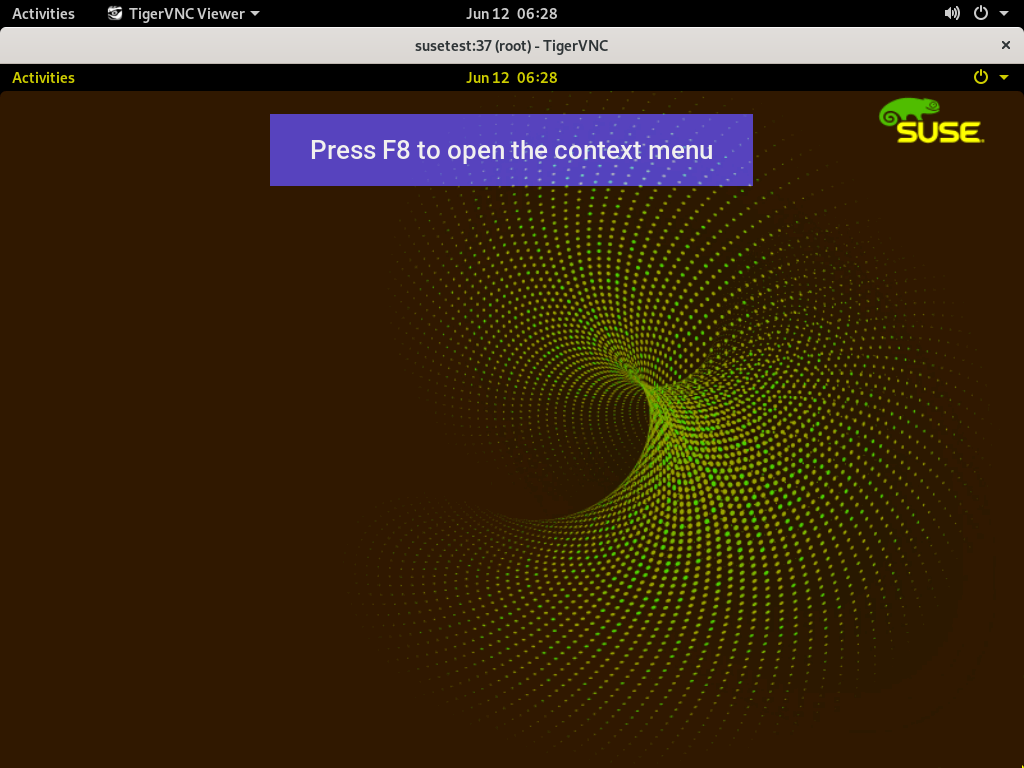 Activities TigerVNC Viewer Jun 12 06:28
susetest:37 (root) - TigerVNC
Activities Jun 12 06:28
SUSE
Press F8 to open the context menu